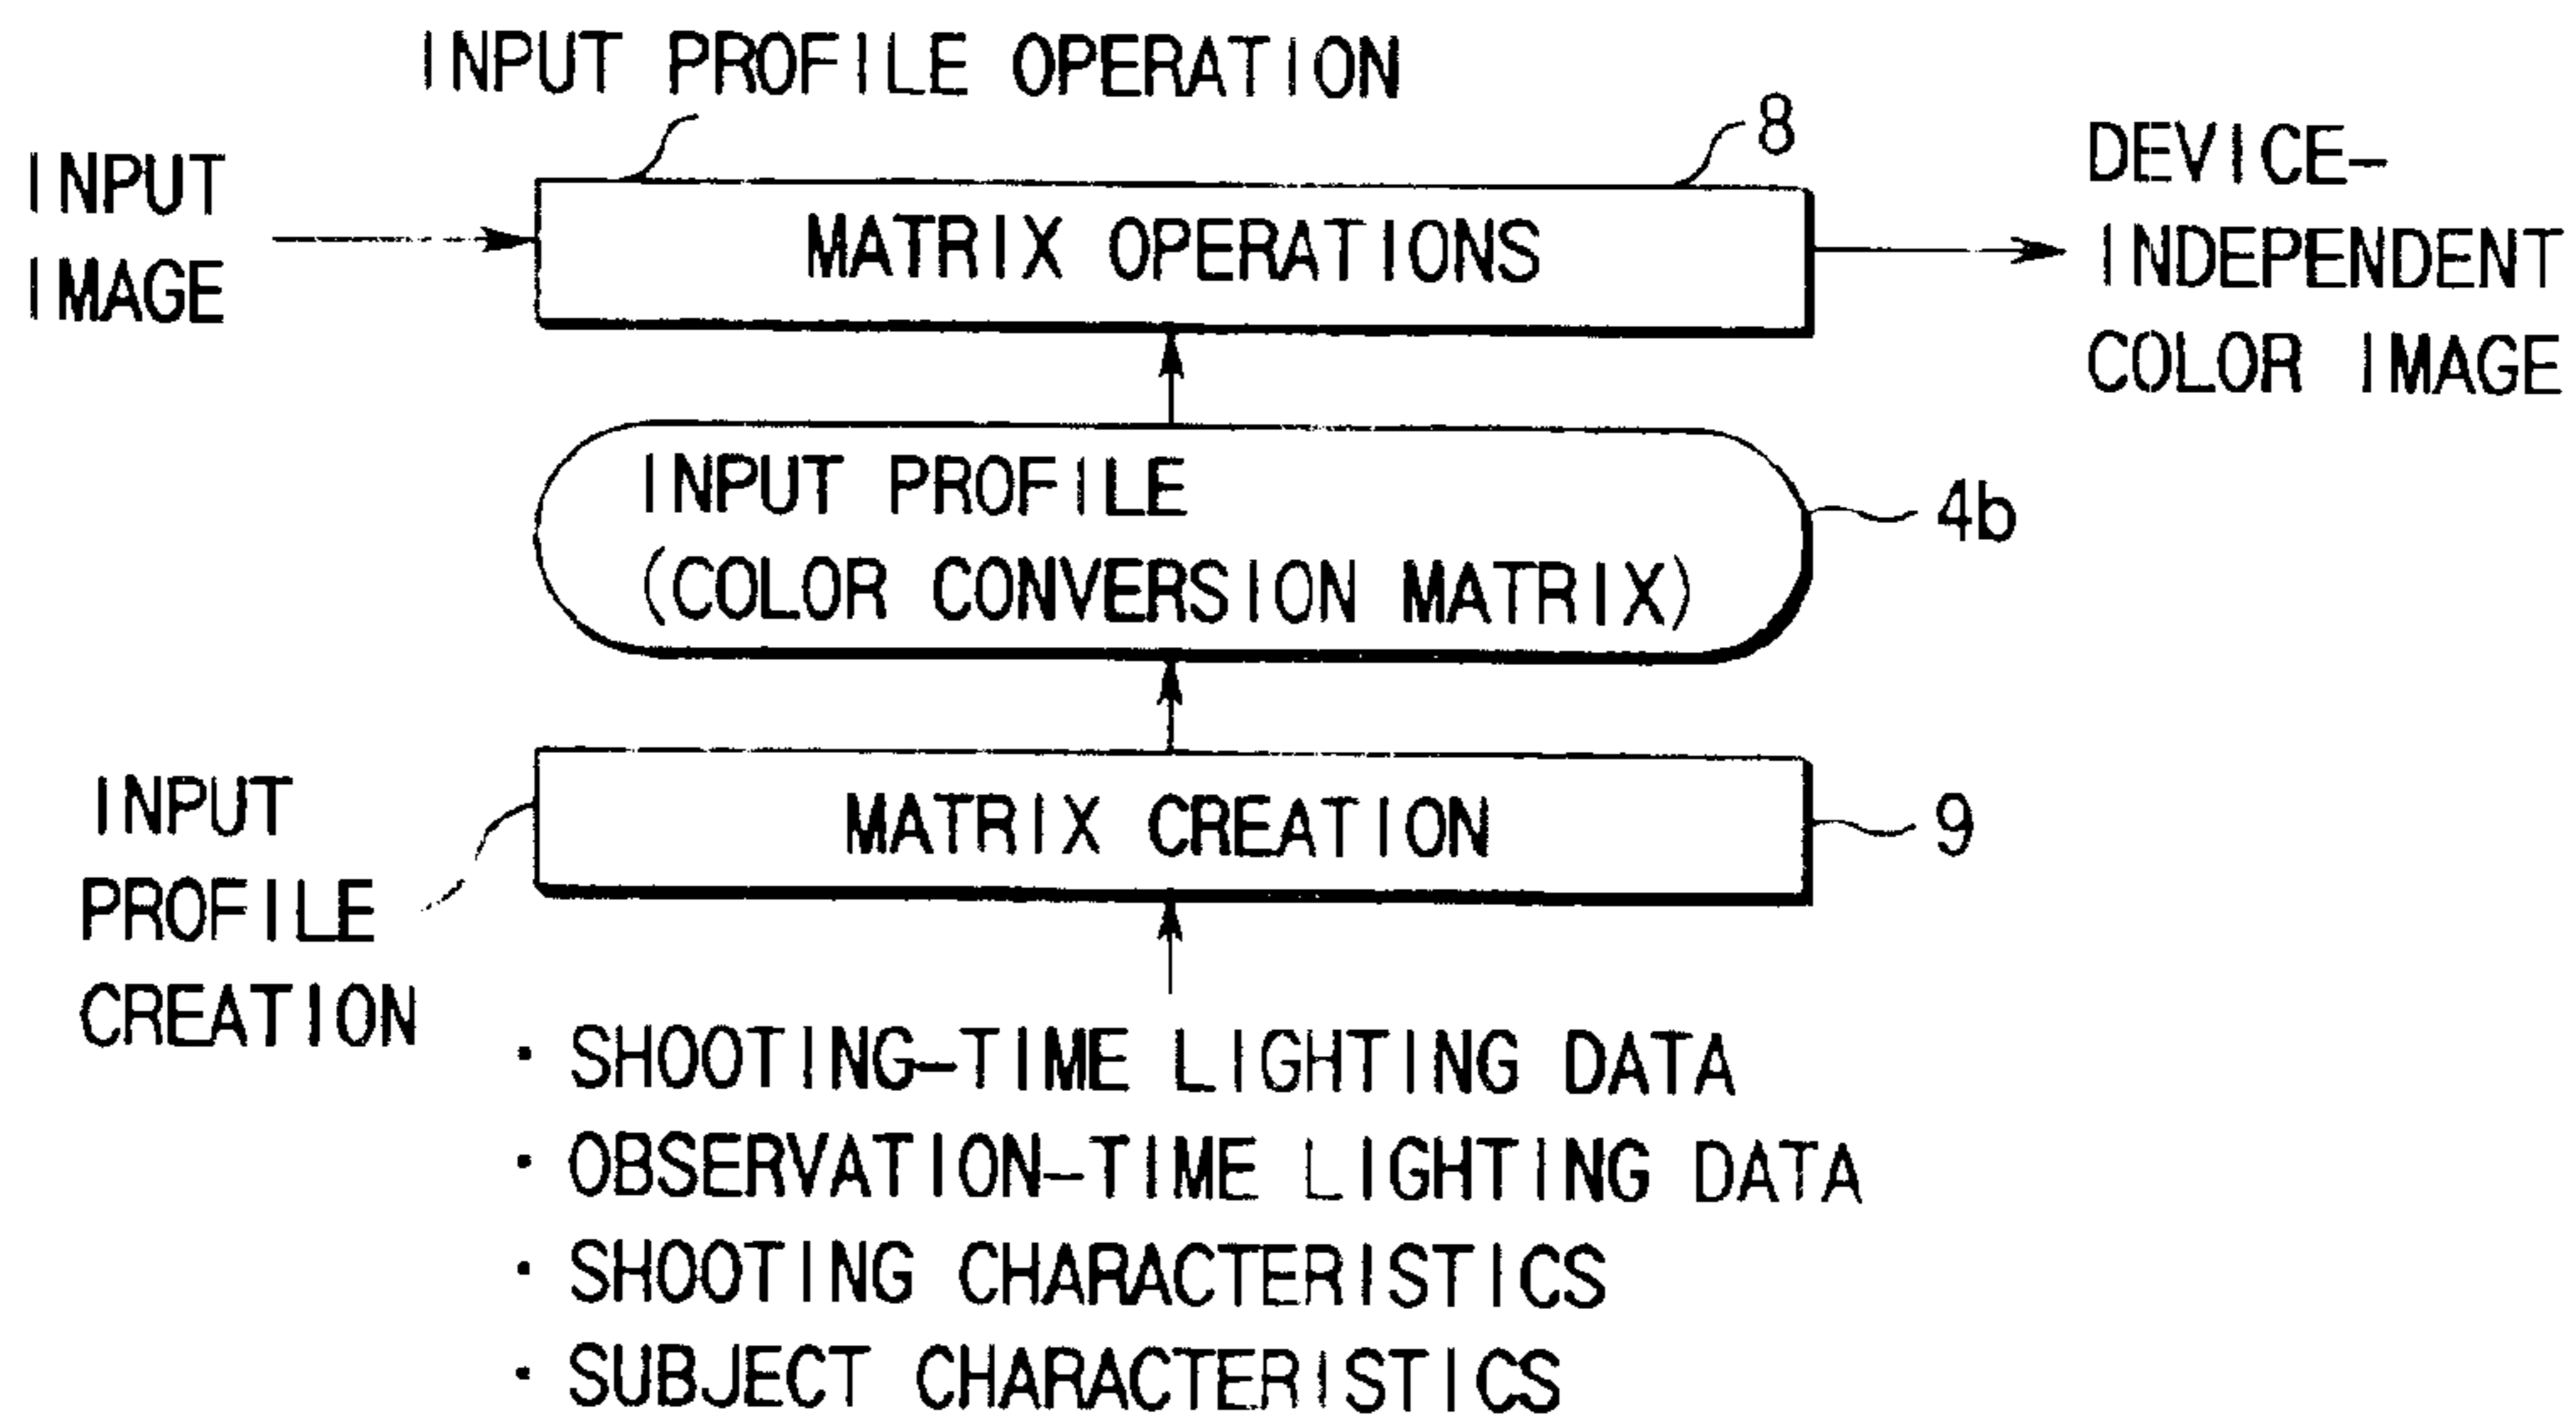 INPUT PROFILE OPERATION
8
INPUT
IMAGE
MATRIX OPERATIONS
DEVICE-
INDEPENDENT
COLOR IMAGE
INPUT PROFILE
(COLOR CONVERSION MATRIX)
4b
INPUT
PROFILE
CREATION
MATRIX CREATION
9
· SHOOTING-TIME LIGHTING DATA
· OBSERVATION-TIME LIGHTING DATA
· SHOOTING CHARACTERISTICS
· SUBJECT CHARACTERISTICS